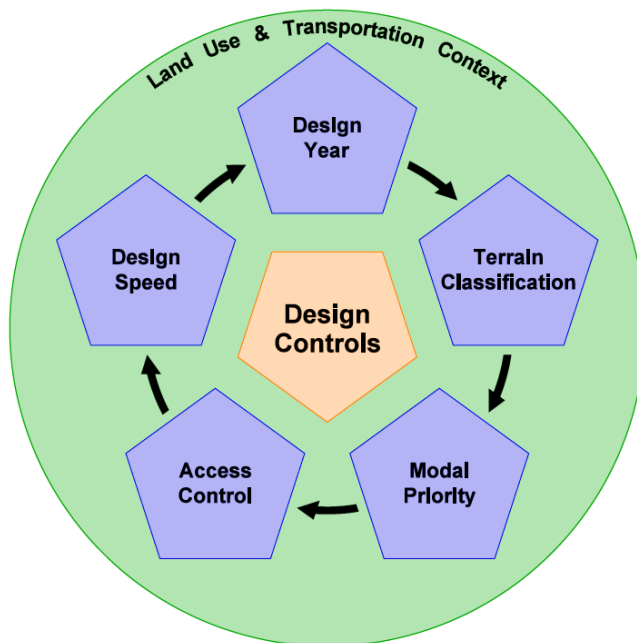 Land Use & Transportation Context
Design
Year
Design
Speed
Terrain
Classification
Design
Controls
Access
Control
Modal
Priority